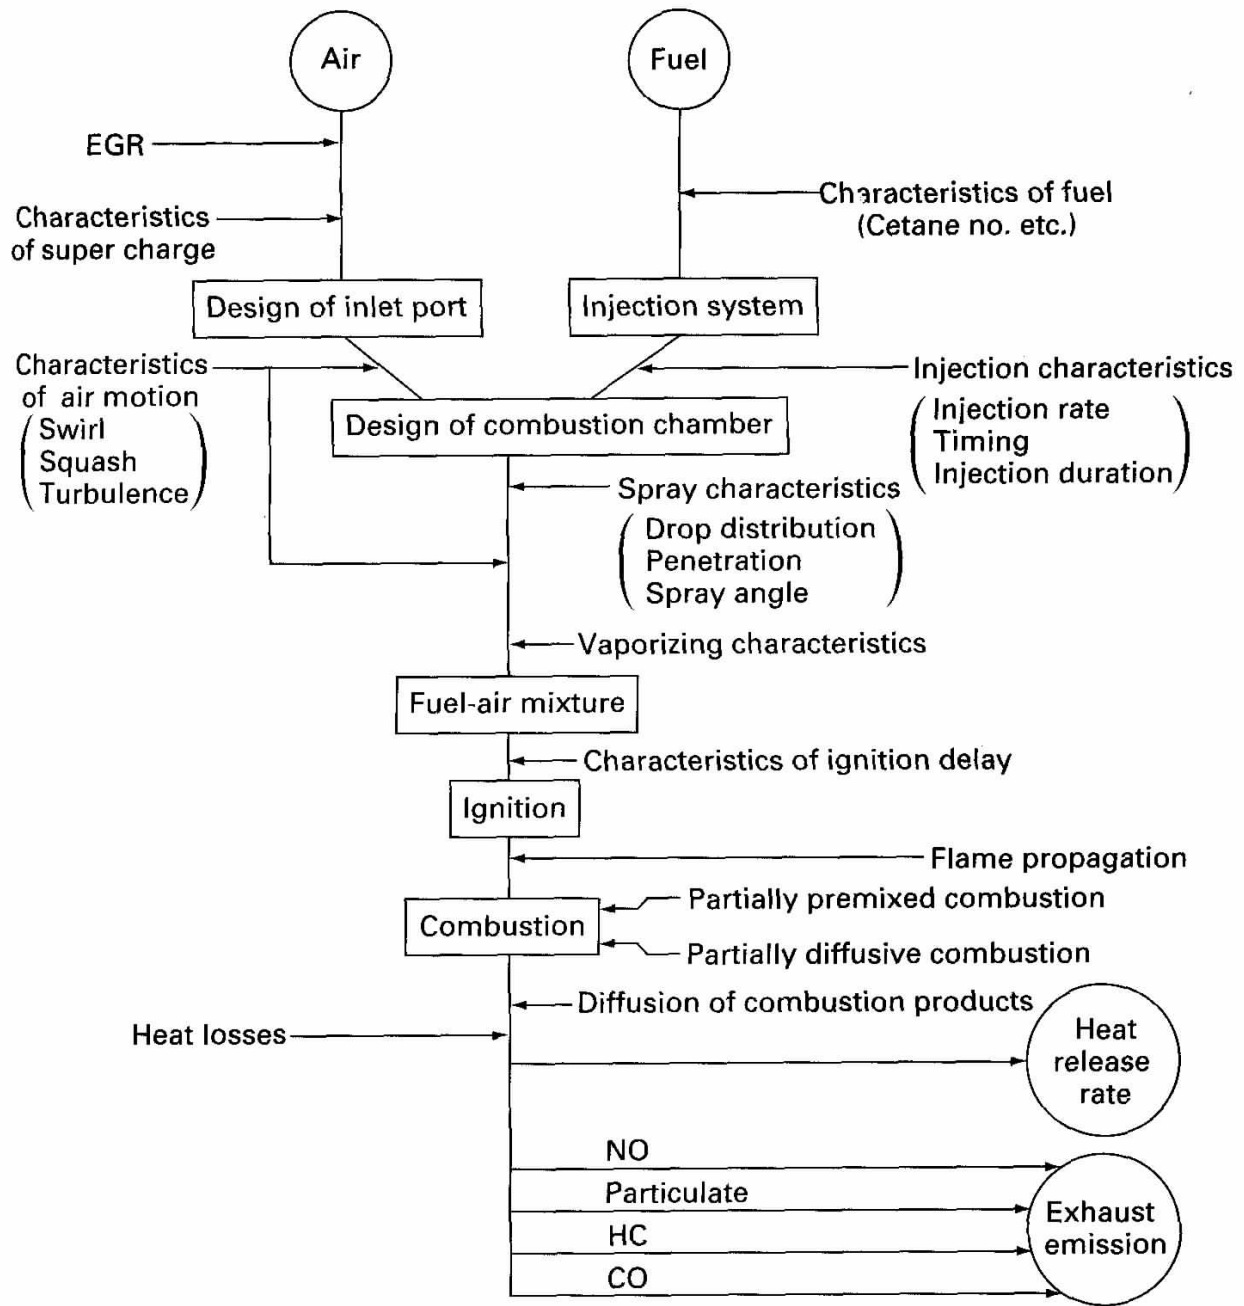 Air
Fuel
EGR
Characteristics of fuel
(Cetane no. etc.)
Characteristics
of super charge
Design of inlet port
Injection system
Characteristics
of air motion
Swirl
Squash
Turbulence
Injection characteristics
Injection rate
Timing
Injection duration
Design of combustion chamber
Spray characteristics
Drop distribution
Penetration
Spray angle
Vaporizing characteristics
Fuel-air mixture
Characteristics of ignition delay
Ignition
Flame propagation
Partially premixed combustion
Combustion
Partially diffusive combustion
Diffusion of combustion products
Heat losses
Heat
release
rate
NO
Particulate
HC
CO
Exhaust
emission